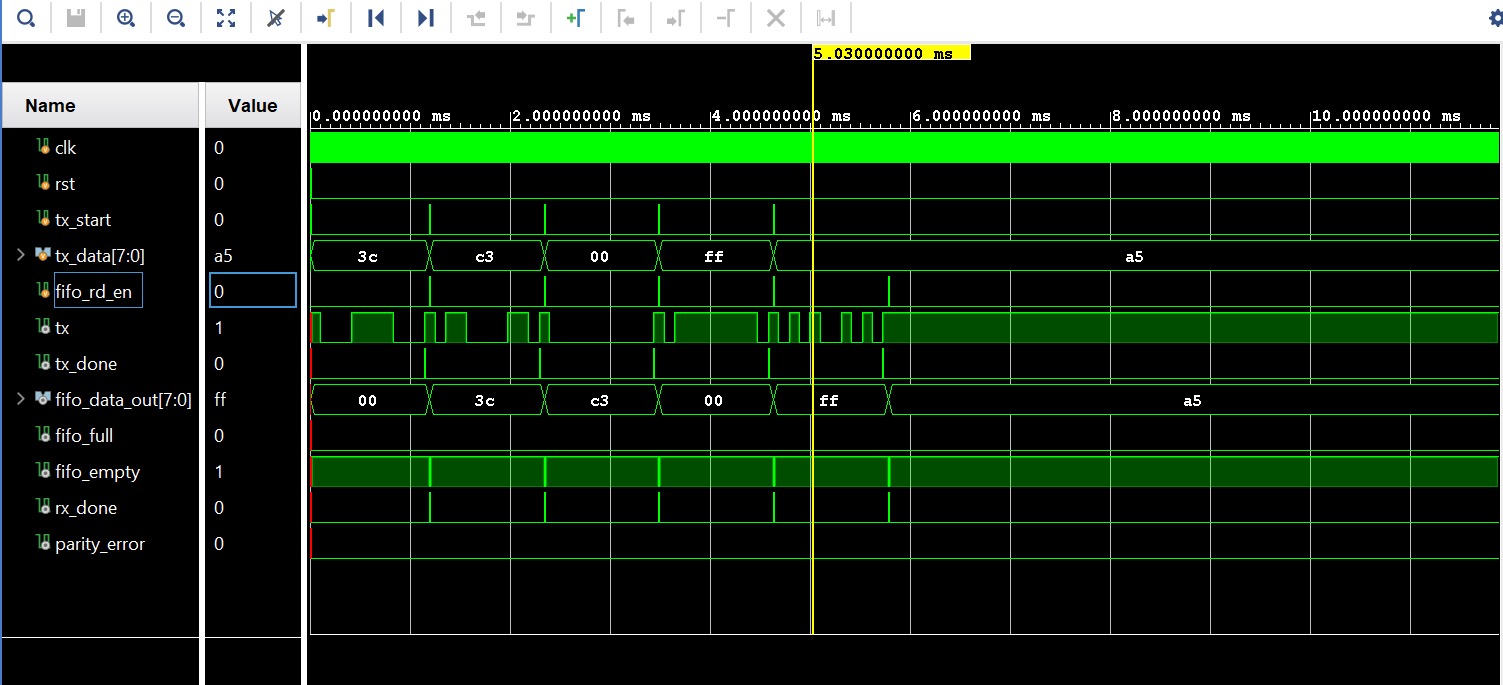 5.030000000 ms
0.000000000 ms 2.000000000 ms 4.000000000 ms 6.000000000 ms 8.000000000 ms 10.000000000 ms
Name Value
clk 0
rst 0
tx_start 0
tx_data[7:0] a5 3c c3 00 ff a5
fifo_rd_en 0
tx 1
tx_done 0
fifo_data_out[7:0] ff 00 3c c3 00 ff a5
fifo_full 0
fifo_empty 1
rx_done 0
parity_error 0